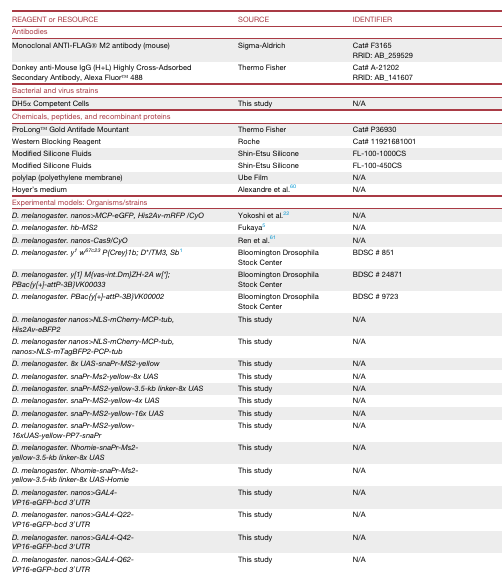 REAGENT or RESOURCE SOURCE IDENTIFIER
Antibodies
Monoclonal ANTI-FLAG® M2 antibody (mouse) Sigma-Aldrich Cat# F3165
RRID: AB_259529
Donkey anti-Mouse IgG (H+L) Highly Cross-Adsorbed Thermo Fisher Cat# A-21202
Secondary Antibody, Alexa Fluor™ 488 RRID: AB_141607
Bacterial and virus strains
DH5α Competent Cells This study N/A
Chemicals, peptides, and recombinant proteins
ProLong™ Gold Antifade Mountant Thermo Fisher Cat# P36930
Western Blocking Reagent Roche Cat# 11921681001
Modified Silicone Fluids Shin-Etsu Silicone FL-100-1000CS
Modified Silicone Fluids Shin-Etsu Silicone FL-100-450CS
polylap (polyethylene membrane) Ube Film N/A
Hoyer's medium Alexandre et al.60 N/A
Experimental models: Organisms/strains
D. melanogaster. nanos>MCP-eGFP, His2Av-mRFP /CyO Yokoshi et al.22 N/A
D. melanogaster. hb-MS2 Fukaya5 N/A
D. melanogaster. nanos-Cas9/CyO Ren et al.61 N/A
D. melanogaster. y1 w67c23 P{Crey}1b; D*/TM3, Sb1 Bloomington Drosophila BDSC # 851
Stock Center
D. melanogaster. y[1] M{vas-int.Dm}ZH-2A w[*]; Bloomington Drosophila BDSC # 24871
PBac{y[+]-attP-3B}VK00033 Stock Center
D. melanogaster. PBac{y[+]-attP-3B}VK00002 Bloomington Drosophila BDSC # 9723
Stock Center
D. melanogaster nanos>NLS-mCherry-MCP-tub, This study N/A
His2Av-eBFP2
D. melanogaster nanos>NLS-mCherry-MCP-tub, This study N/A
nanos>NLS-mTagBFP2-PCP-tub
D. melanogaster. 8x UAS-snaPr-MS2-yellow This study N/A
D. melanogaster. snaPr-Ms2-yellow-8x UAS This study N/A
D. melanogaster. snaPr-MS2-yellow-3.5-kb linker-8x UAS This study N/A
D. melanogaster. snaPr-MS2-yellow-4x UAS This study N/A
D. melanogaster. snaPr-MS2-yellow-16x UAS This study N/A
D. melanogaster. snaPr-MS2-yellow- This study N/A
16xUAS-yellow-PP7-snaPr
D. melanogaster. Nhomie-snaPr-Ms2- This study N/A
yellow-3.5-kb linker-8x UAS
D. melanogaster. Nhomie-snaPr-Ms2- This study N/A
yellow-3.5-kb linker-8x UAS-Homie
D. melanogaster. nanos>GAL4- This study N/A
VP16-eGFP-bcd 3'UTR
D. melanogaster. nanos>GAL4-Q22- This study N/A
VP16-eGFP-bcd 3'UTR
D. melanogaster. nanos>GAL4-Q42- This study N/A
VP16-eGFP-bcd 3'UTR
D. melanogaster. nanos>GAL4-Q62- This study N/A
VP16-eGFP-bcd 3'UTR